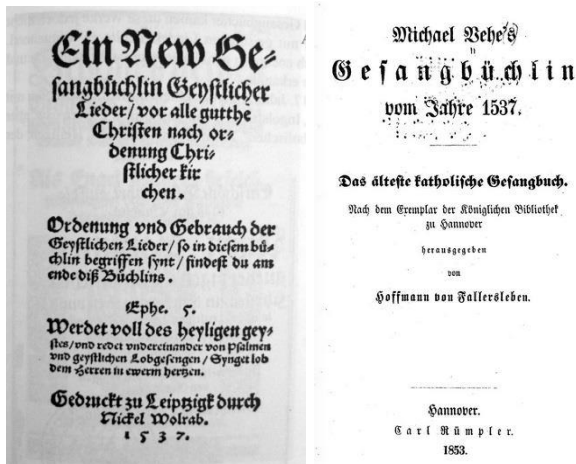 Ein New Ge-
sangbüchlin Geystlicher
Lieder/ vor alle gutthe
Christen nach or-
denung Chri-
stlicher kir
chen.
Ordenung vnd Gebrauch der
Geystlichen Lieder/ so in diesem bü-
chlin begriffen synt/ findest du am
ende diß Büchlins.
Ephe. 5.
Werdet voll des heyligen gey-
stes/vnd redet vndereinander von Psalmen
vnd geystlichen Lobgesengen/ Synget lob
dem Herren in ewerm hertzen.
Gedruckt zu Leiptzigk durch
Nickel Wolrab.
1 5 3 7.
Michael Vehe's
Gesangbüchlin
vom Jahre 1537.
Das älteste katholische Gesangbuch.
Nach dem Exemplar der Königlichen Bibliothek
zu Hannover
herausgegeben
von
Hoffmann von Fallersleben.
Hannover.
Carl Rümpler.
1853.